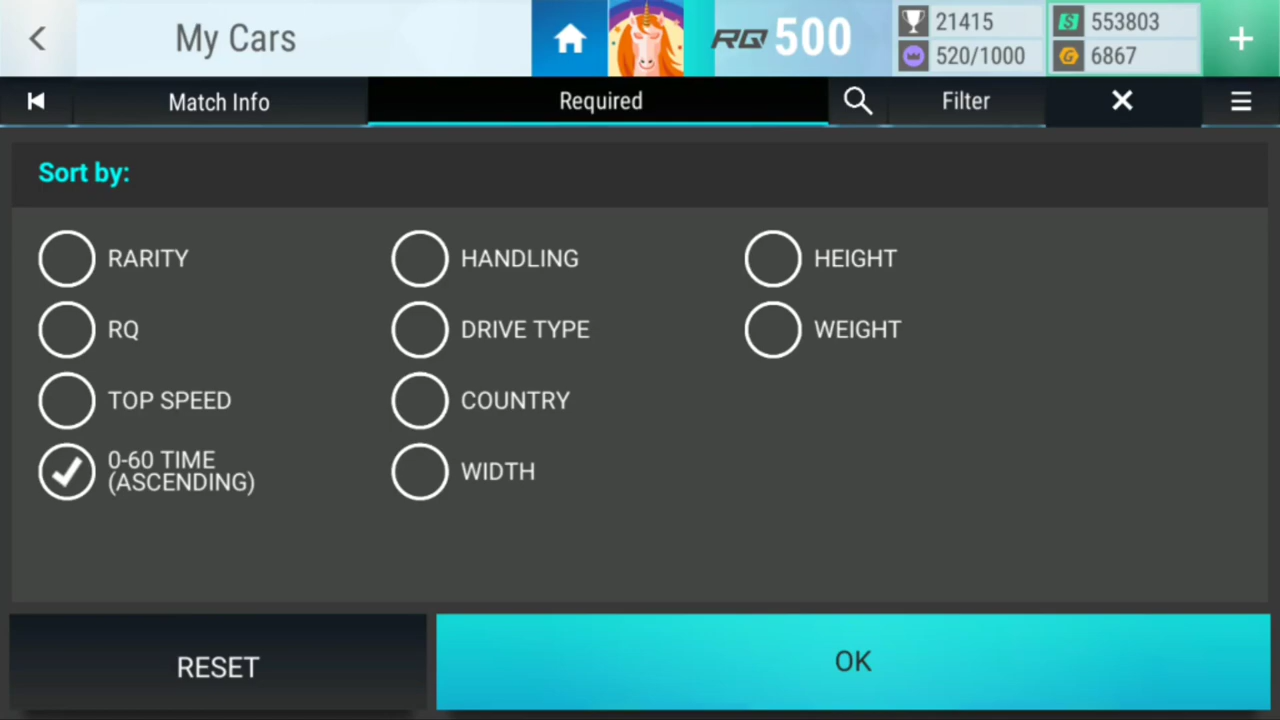 My Cars
RQ 500
21415
520/1000
553803
6867
Match Info
Required
Filter
Sort by:
RARITY
HANDLING
HEIGHT
RQ
DRIVE TYPE
WEIGHT
TOP SPEED
COUNTRY
0-60 TIME
(ASCENDING)
WIDTH
RESET
OK